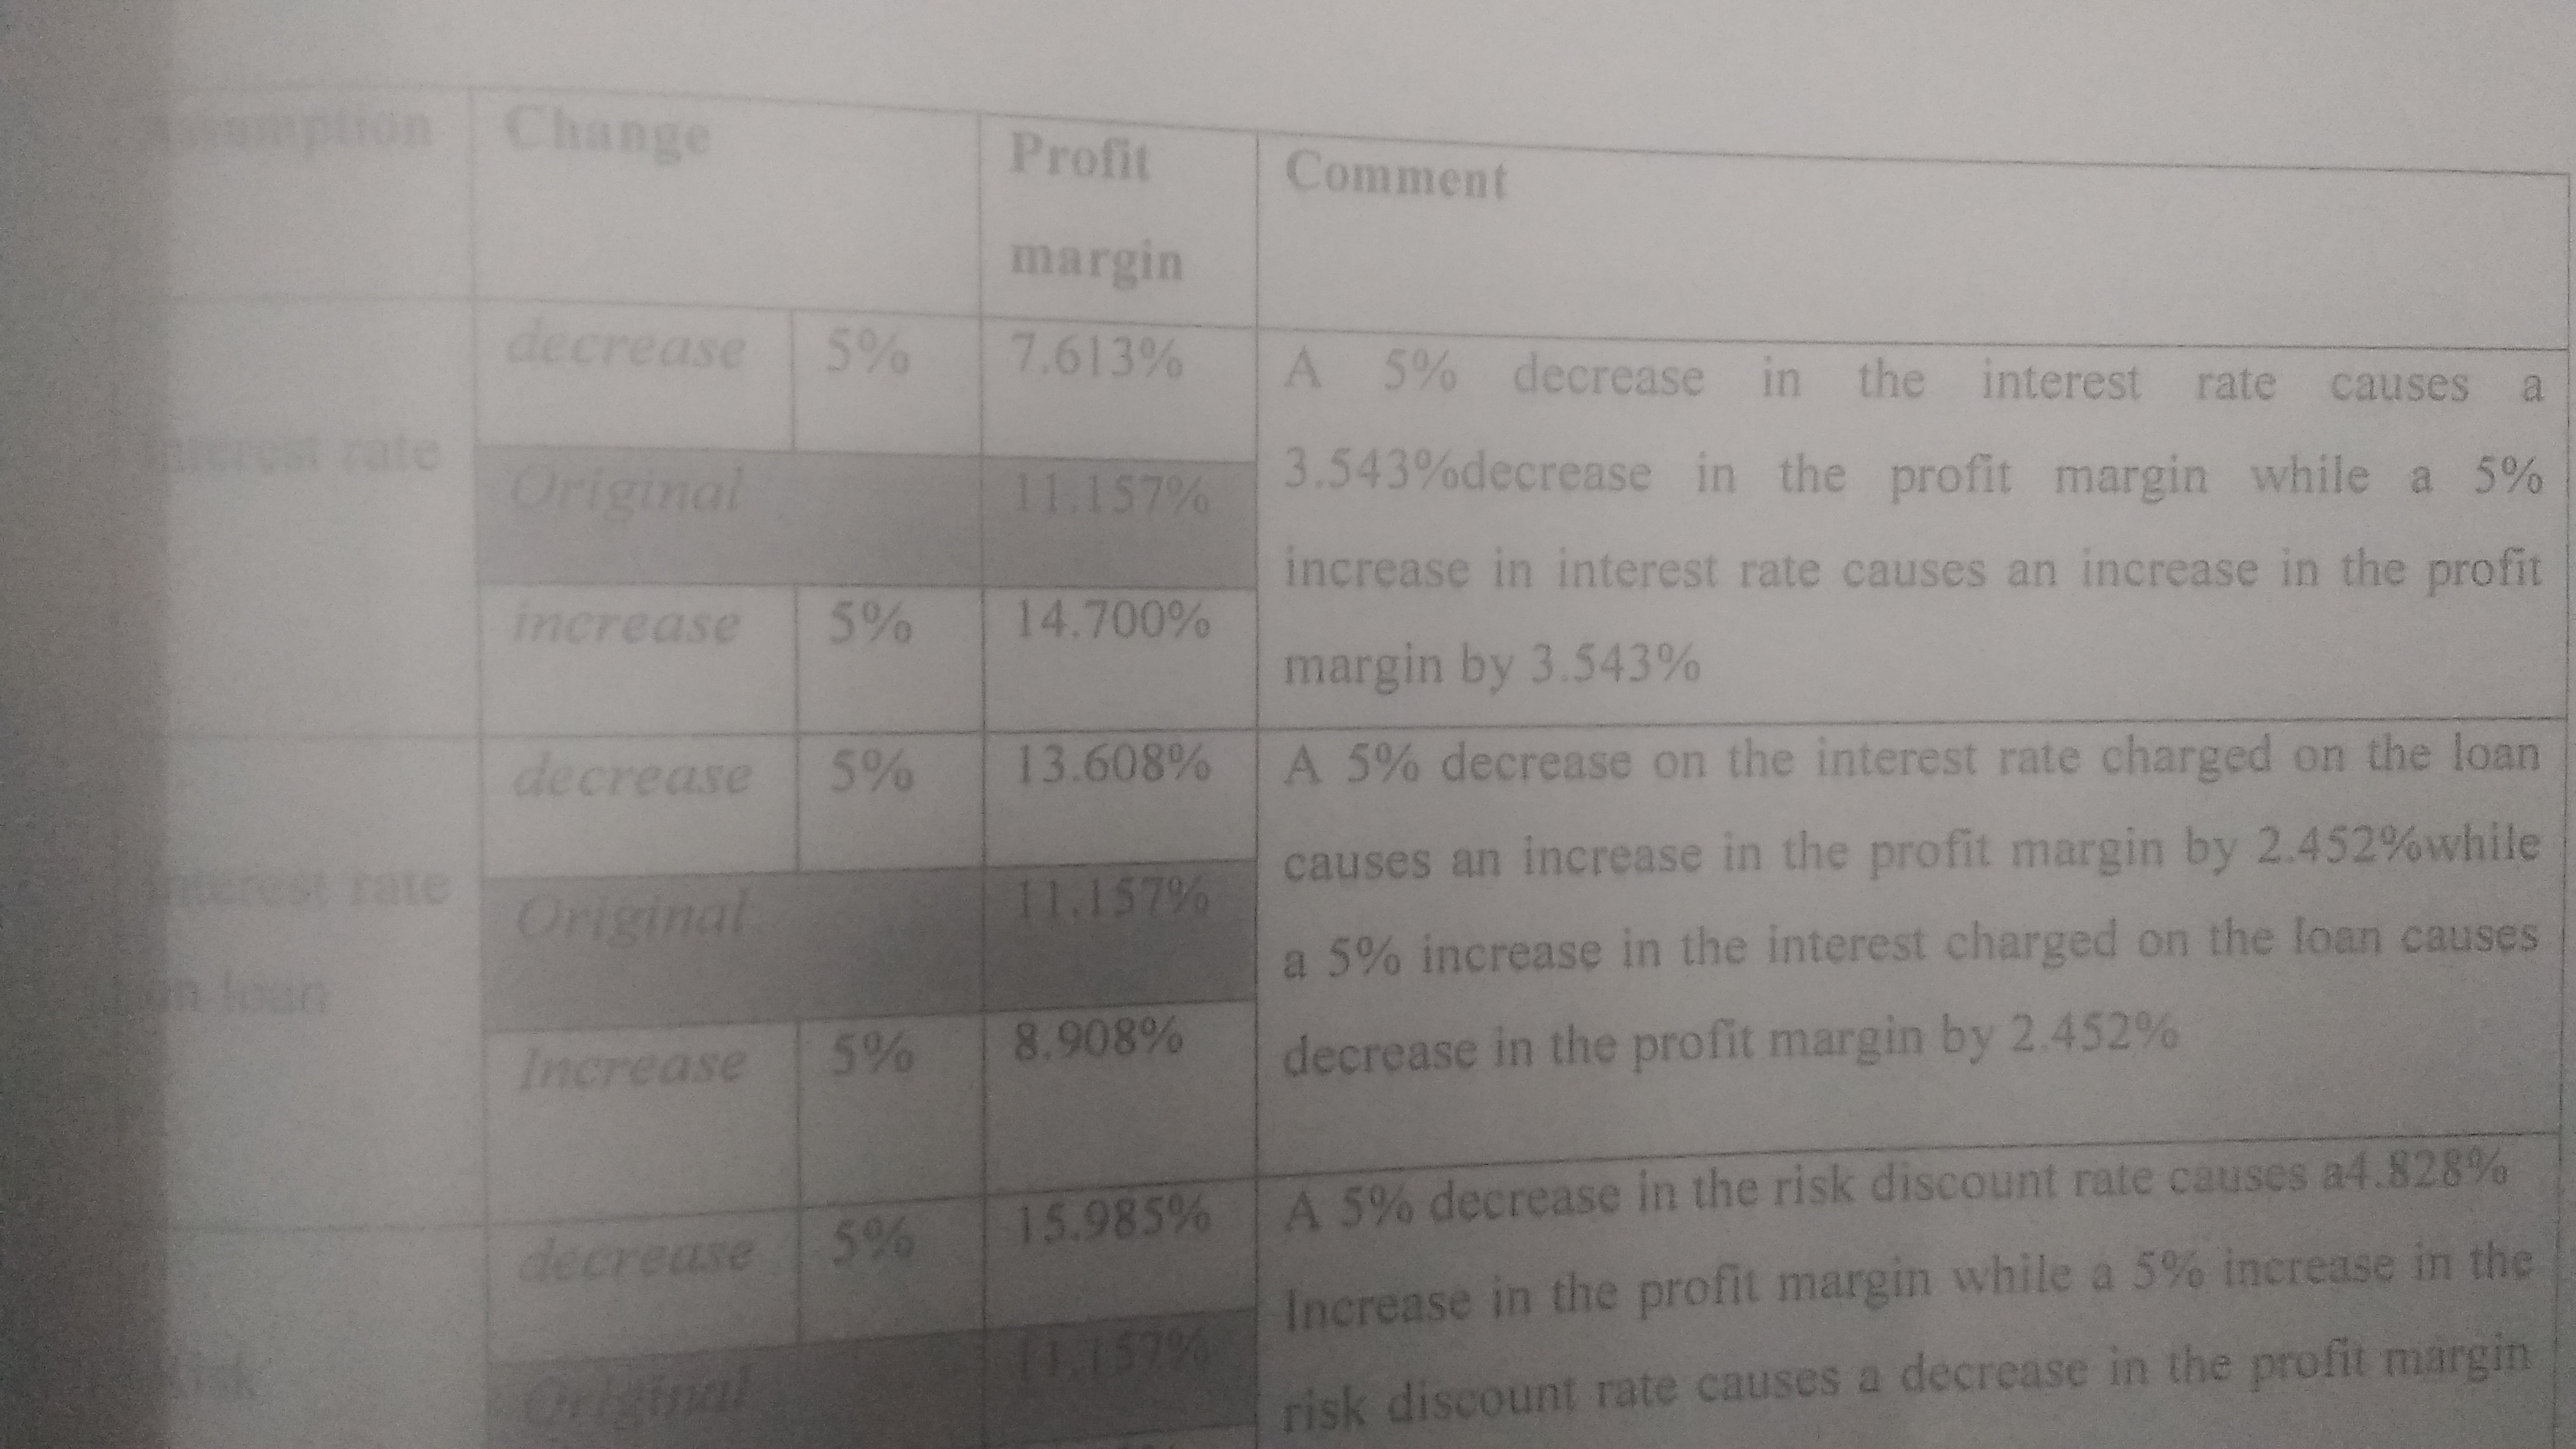 Assumption Change Profit margin Comment
decrease 5% 7.613%
Interest rate
Original 11.157%
increase 5% 14.700%
A 5% decrease in the interest rate causes a
3.543%decrease in the profit margin while a 5%
increase in interest rate causes an increase in the profit
margin by 3.543%
decrease 5% 13.608%
Interest rate
on loan
Original 11.157%
Increase 5% 8.908%
A 5% decrease on the interest rate charged on the loan
causes an increase in the profit margin by 2.452%while
a 5% increase in the interest charged on the loan causes
decrease in the profit margin by 2.452%
decrease 5% 15.985%
Risk
Original 11.157%
A 5% decrease in the risk discount rate causes a4.828%
Increase in the profit margin while a 5% increase in the
risk discount rate causes a decrease in the profit margin